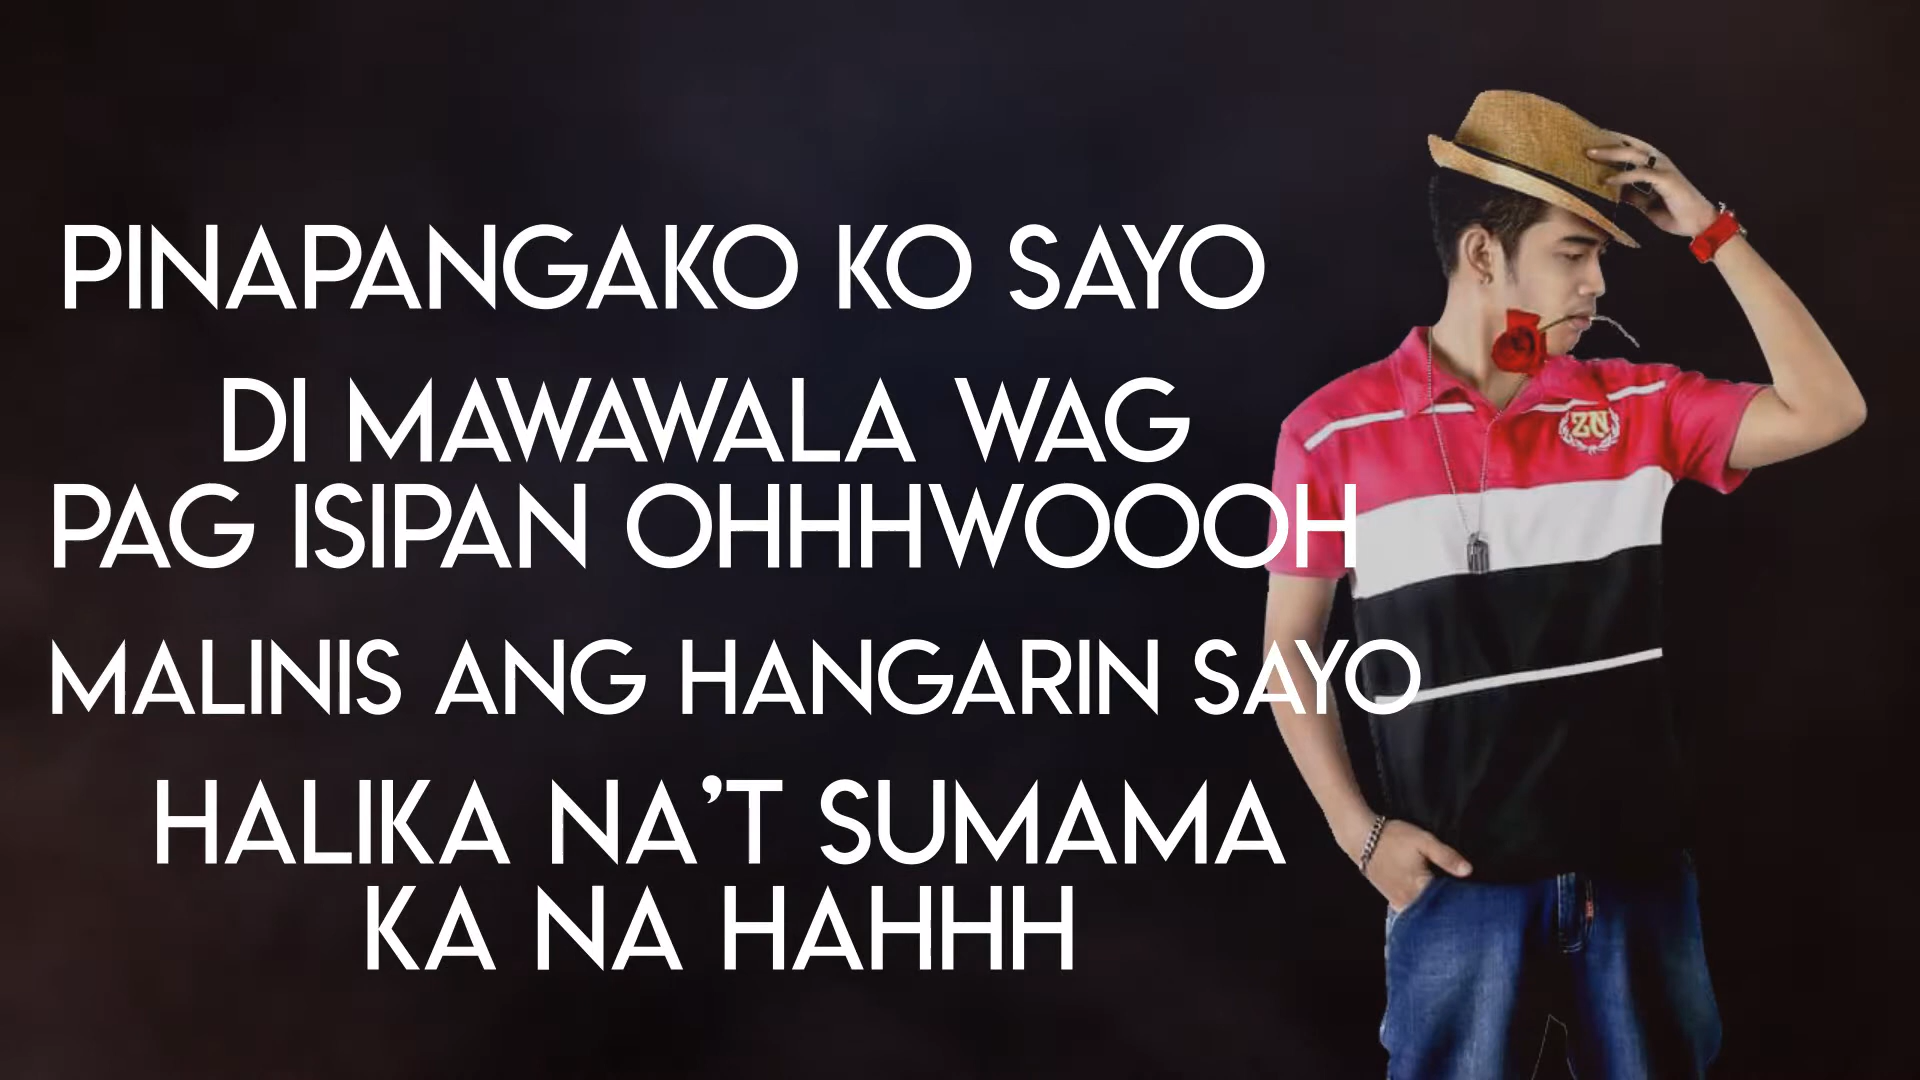 PINAPANGAKO KO SAYO
DI MAWAWALA WAG
PAG ISIPAN OHHHWOOOH
MALINIS ANG HANGARIN SAYO
HALIKA NA’T SUMAMA
KA NA HAHHH
ZN